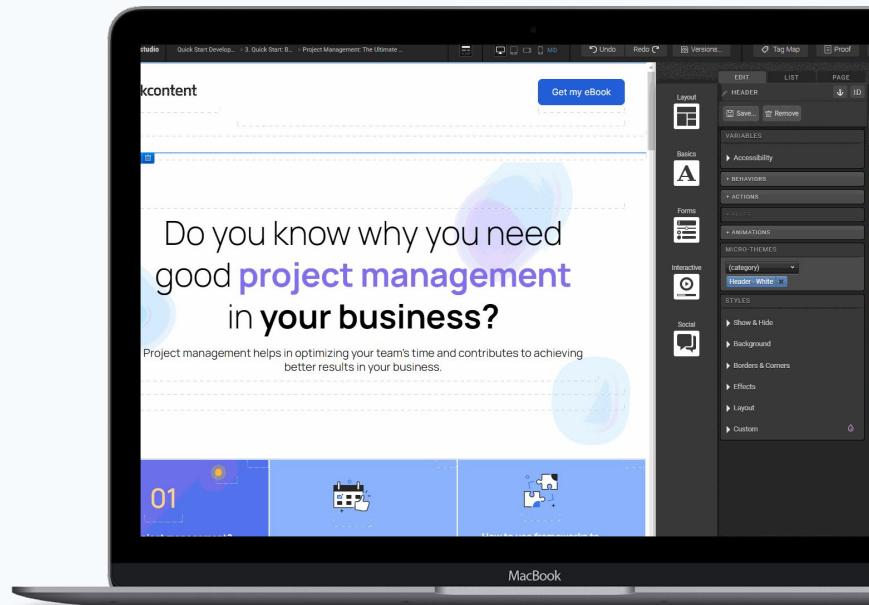 studio Quick Start Develop... > 3. Quick Start: B... > Project Management: The Ultimate ... MD Undo Redo Versions... Tag Map Proof
kcontent
Get my eBook
Do you know why you need
good project management
in your business?
Project management helps in optimizing your team's time and contributes to achieving
better results in your business.
01
Layout
Basics
A
Forms
Interactive
Social
EDIT LIST PAGE
HEADER ID
Save... Remove
VARIABLES
Accessibility
+ BEHAVIORS
+ ACTIONS
+ ANIMATIONS
MICRO-THEMES
(category)
Header - White ×
STYLES
Show & Hide
Background
Borders & Corners
Effects
Layout
Custom
MacBook